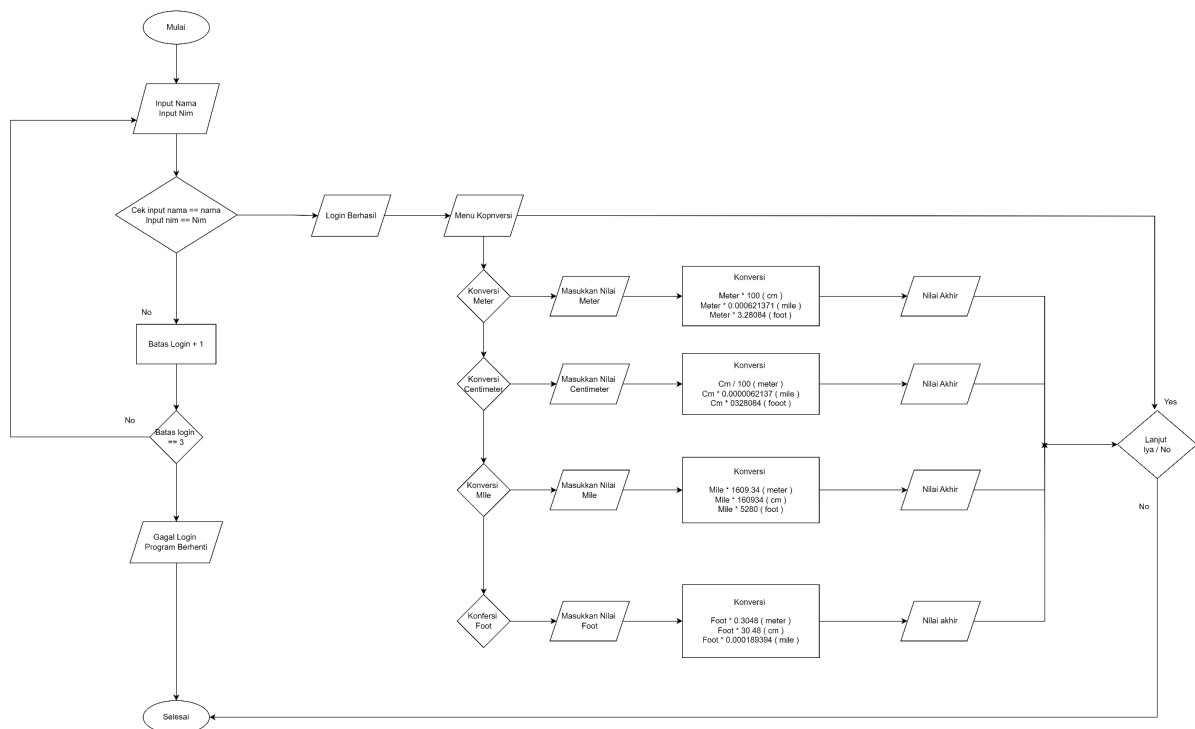 Mulai
Input Nama
Input Nim
Cek input nama == nama
Input nim == Nim
No
Batas Login + 1
No
Batas login
== 3
Gagal Login
Program Berhenti
Selesai
Login Berhasil
Menu Kopnversi
Konversi
Meter
Masukkan Nilai
Meter
Konversi
Meter * 100 ( cm )
Meter * 0.000621371 ( mile )
Meter * 3.28084 ( foot )
Nilai Akhir
Konversi
Centimeter
Masukkan Nilai
Centimeter
Konversi
Cm / 100 ( meter )
Cm * 0.0000062137 ( mile )
Cm * 0328084 ( fooot )
Nilai Akhir
Konversi
MIle
Masukkan Nilai
Mile
Konversi
Mile * 1609.34 ( meter )
Mile * 160934 ( cm )
Mile * 5280 ( foot )
Nilai Akhir
Konfersi
Foot
Masukkan Nilai
Foot
Konversi
Foot * 0.3048 ( meter )
Foot * 30.48 ( cm )
Foot * 0.000189394 ( mile )
Nilai akhir
Yes
Lanjut
Iya / No
No